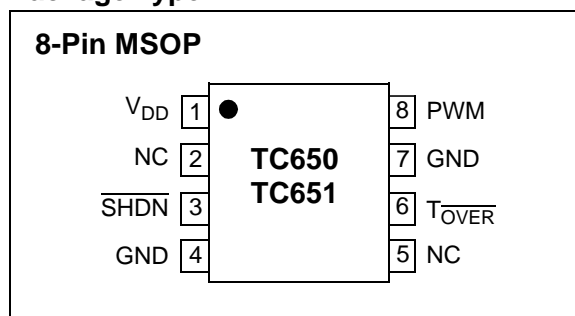 8-Pin MSOP
VDD 1 8 PWM
NC 2 TC650 7 GND
TC651
SHDN 3 6 TOVER
GND 4 5 NC